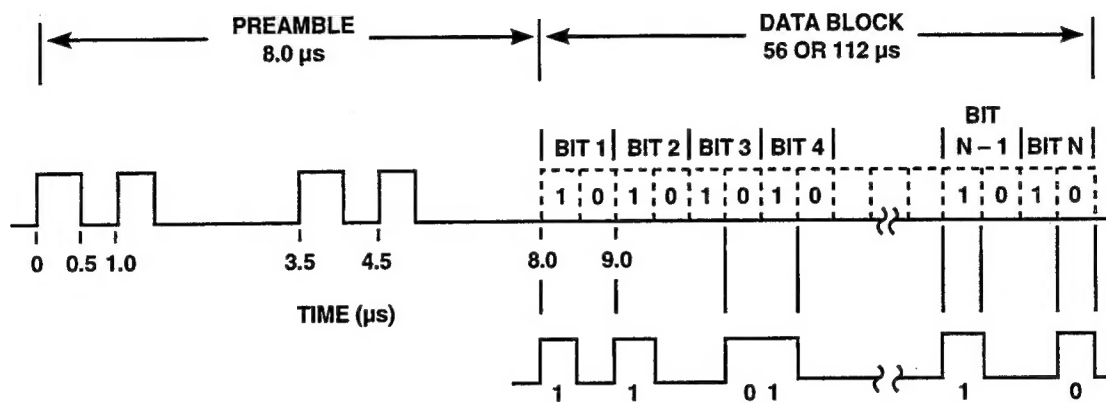 PREAMBLE
8.0 µs
DATA BLOCK
56 OR 112 µs
BIT 1 BIT 2 BIT 3 BIT 4
BIT
N – 1
BIT N
1 0 1 0 1 0 1 0 1 0 1 0
0 0.5 1.0 3.5 4.5 8.0 9.0
TIME (µs)
1 1 0 1 1 0